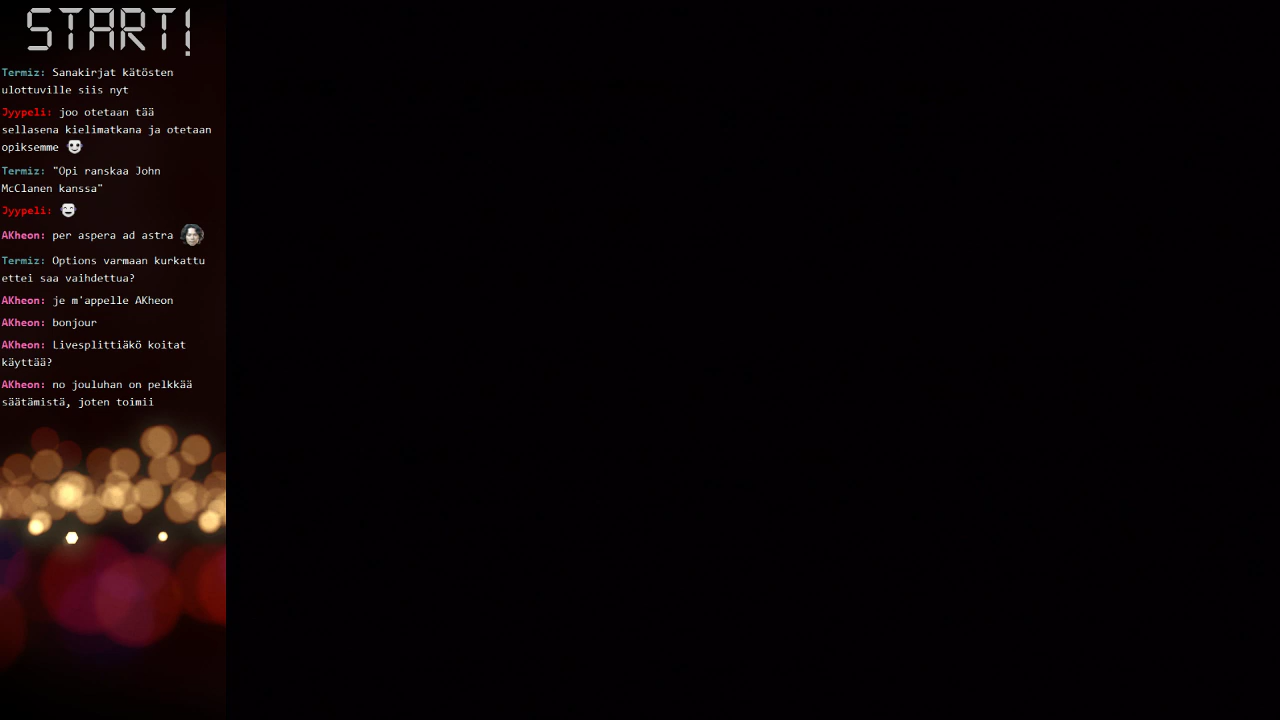 START!
Termiz: Sanakirjat kätösten
ulottuville siis nyt
Jyypeli: joo otetaan tää
sellasena kielimatkana ja otetaan
opiksemme
Termiz: "Opi ranskaa John
McClanen kanssa"
Jyypeli:
AKheon: per aspera ad astra
Termiz: Options varmaan kurkattu
ettei saa vaihdettua?
AKheon: je m'appelle AKheon
AKheon: bonjour
AKheon: Livesplittiäkö koitat
käyttää?
AKheon: no jouluhan on pelkkää
säätämistä, joten toimii